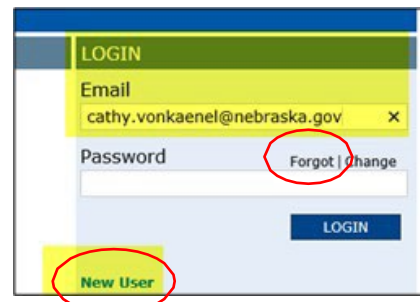 LOGIN
Email
cathy.vonkaenel@nebraska.gov ×
Password Forgot | Change
LOGIN
New User